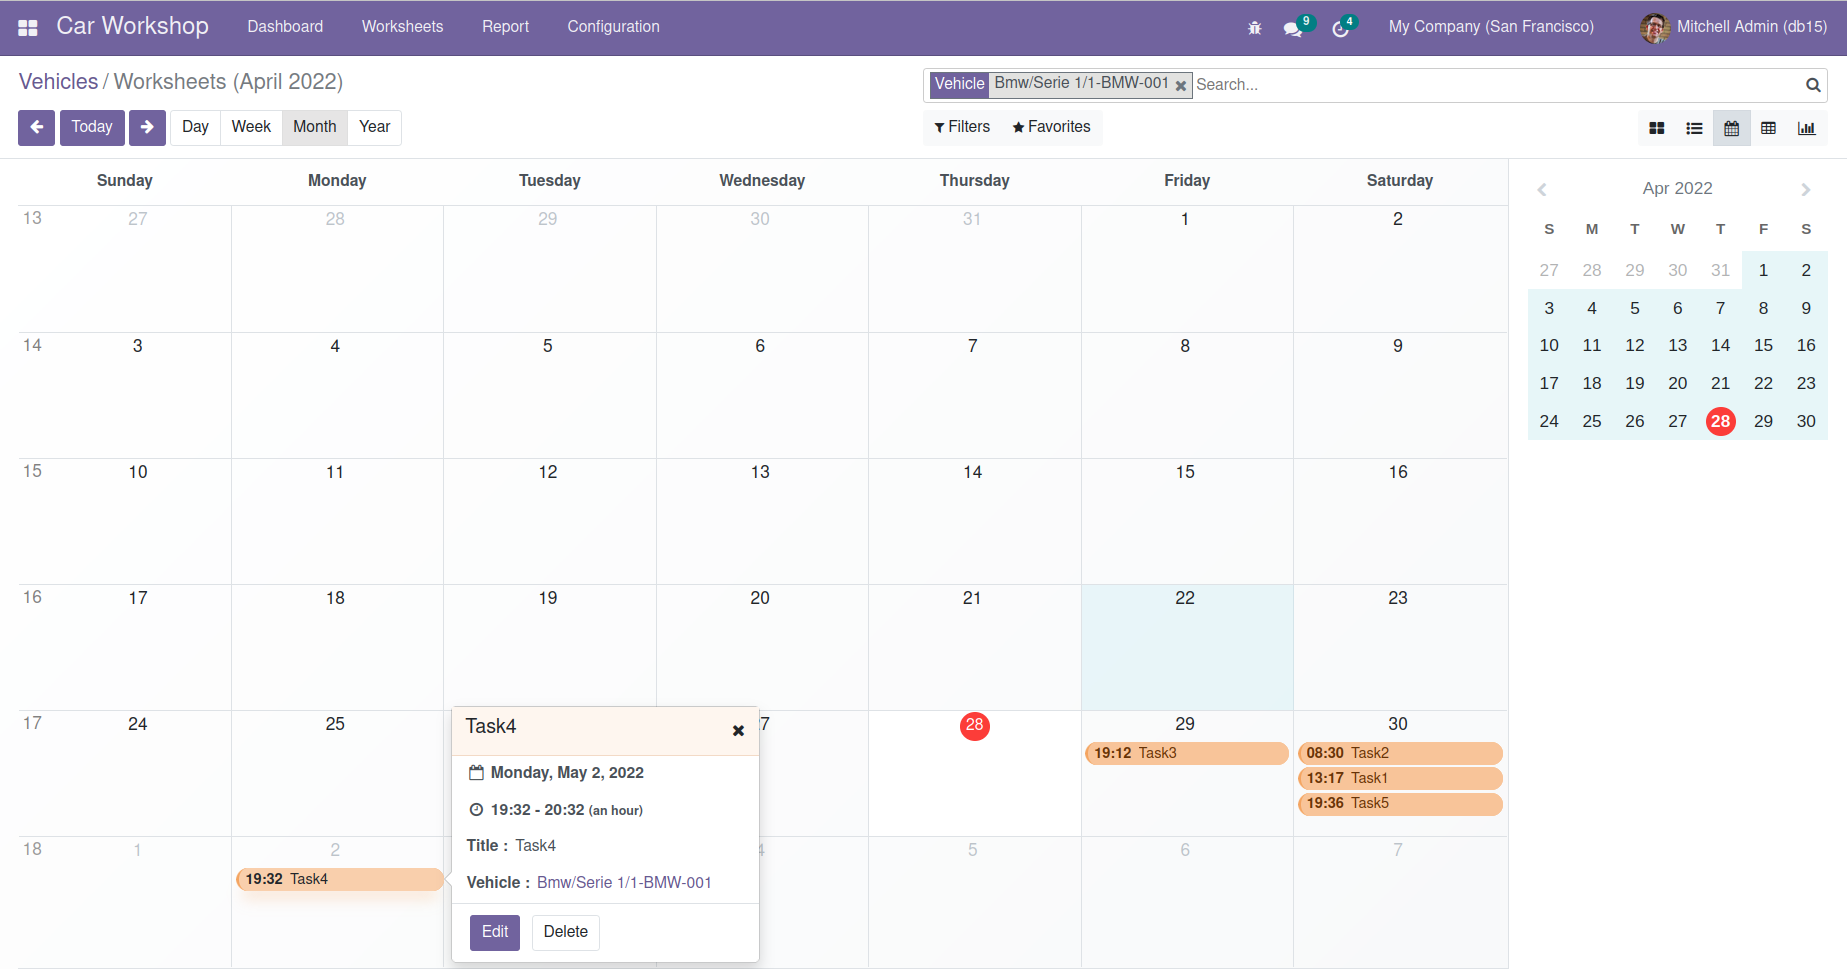 Car Workshop Dashboard Worksheets Report Configuration 9 4 My Company (San Francisco) Mitchell Admin (db15)
Vehicles / Worksheets (April 2022)
Vehicle Bmw/Serie 1/1-BMW-001 Search...
Today Day Week Month Year Filters Favorites
Sunday Monday Tuesday Wednesday Thursday Friday Saturday
13 27 28 29 30 31 1 2
14 3 4 5 6 7 8 9
15 10 11 12 13 14 15 16
16 17 18 19 20 21 22 23
17 24 25 28 29 30
19:12 Task3 08:30 Task2
13:17 Task1
19:36 Task5
18 1 2 5 6 7
19:32 Task4
Task4
Monday, May 2, 2022
19:32 - 20:32 (an hour)
Title : Task4
Vehicle : Bmw/Serie 1/1-BMW-001
Edit Delete
Apr 2022
S M T W T F S
27 28 29 30 31 1 2
3 4 5 6 7 8 9
10 11 12 13 14 15 16
17 18 19 20 21 22 23
24 25 26 27 28 29 30